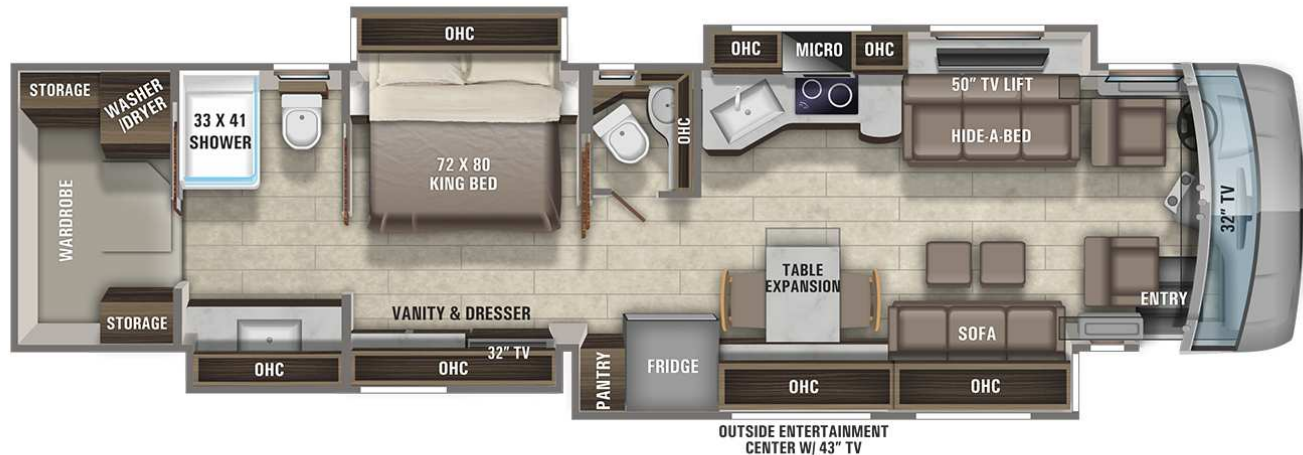 OHC
OHC
MICRO
OHC
STORAGE
WASHER
/DRYER
33 X 41
SHOWER
OHC
50" TV LIFT
HIDE-A-BED
72 X 80
KING BED
WARDROBE
32" TV
TABLE
EXPANSION
ENTRY
STORAGE
VANITY & DRESSER
32" TV
SOFA
OHC
OHC
PANTRY
FRIDGE
OHC
OHC
OUTSIDE ENTERTAINMENT
CENTER W/ 43" TV